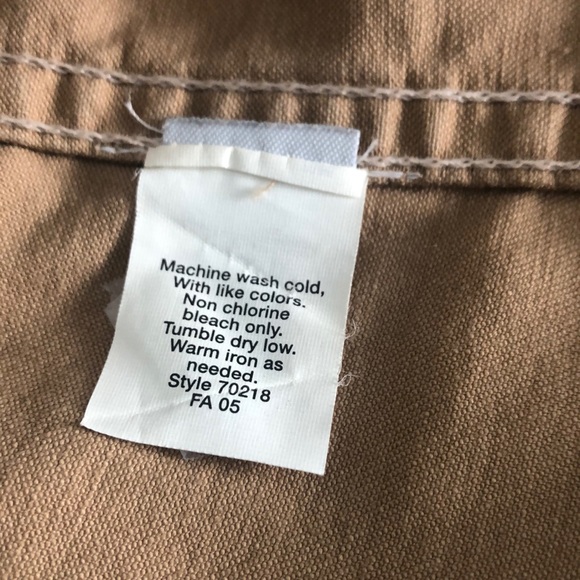 Machine wash cold,
With like colors.
Non chlorine
bleach only.
Tumble dry low.
Warm iron as
needed.
Style 70218
FA 05